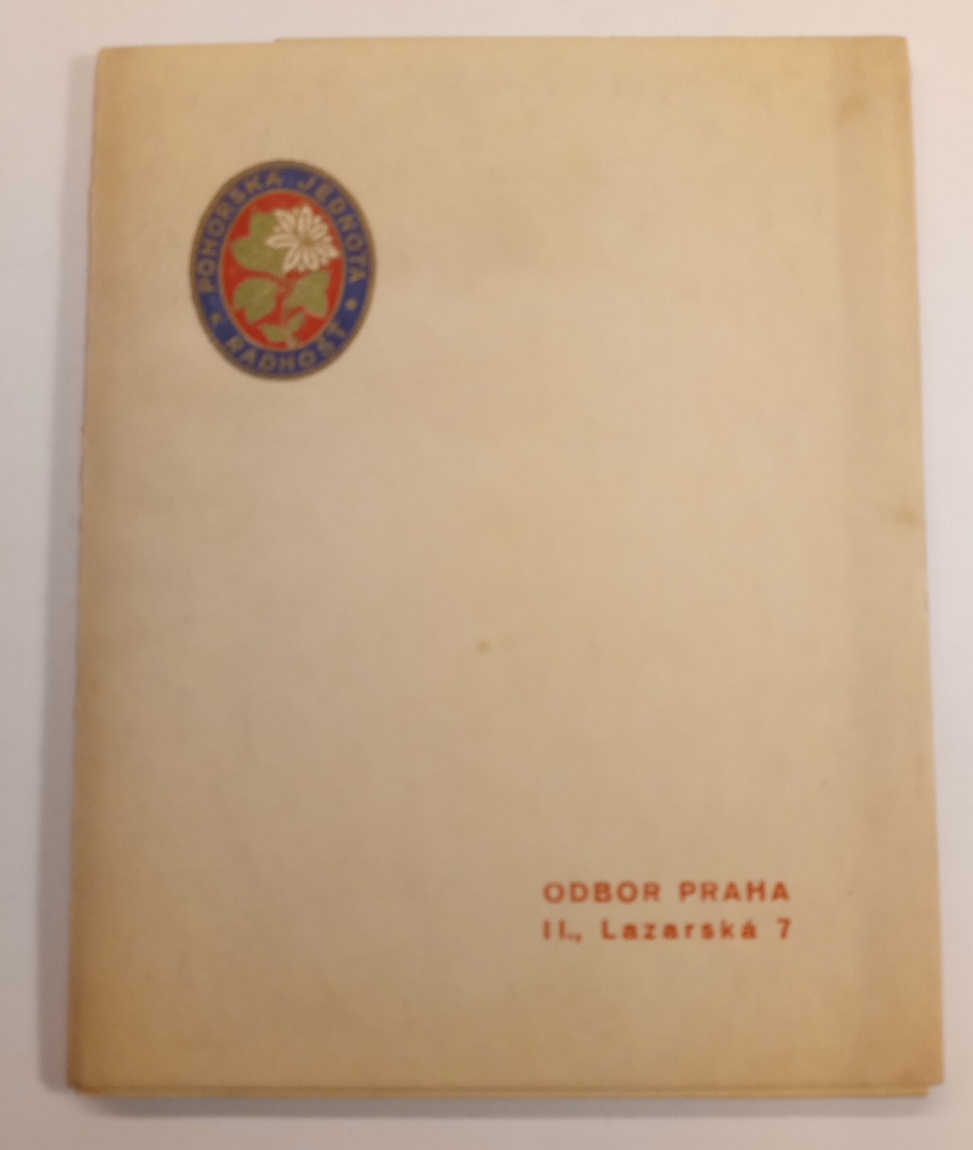 POHORSKÁ JEDNOTA
RADHOŠŤ
ODBOR PRAHA
II., Lazarská 7